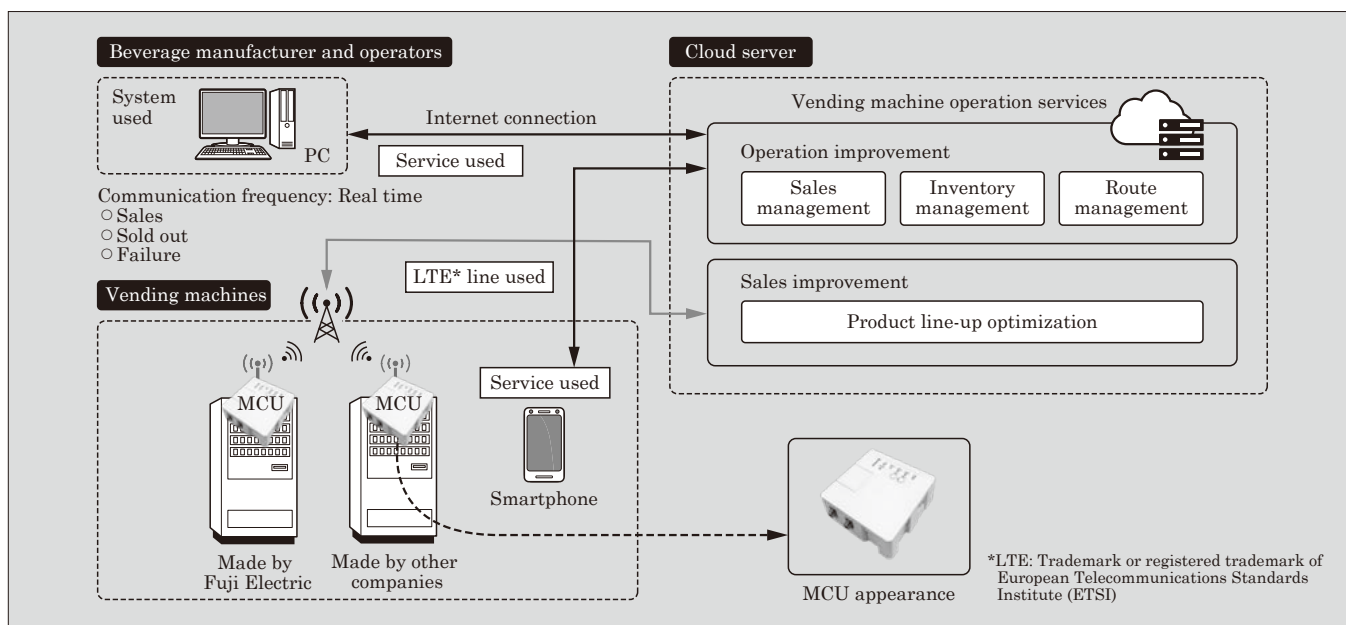 Beverage manufacturer and operators
System
used
PC
Internet connection
Service used
Communication frequency: Real time
○ Sales
○ Sold out
○ Failure
Cloud server
Vending machine operation services
Operation improvement
Sales
management
Inventory
management
Route
management
LTE* line used
Sales improvement
Product line-up optimization
Vending machines
MCU
MCU
Service used
Smartphone
Made by
Fuji Electric
Made by other
companies
MCU appearance
*LTE: Trademark or registered trademark of
European Telecommunications Standards
Institute (ETSI)